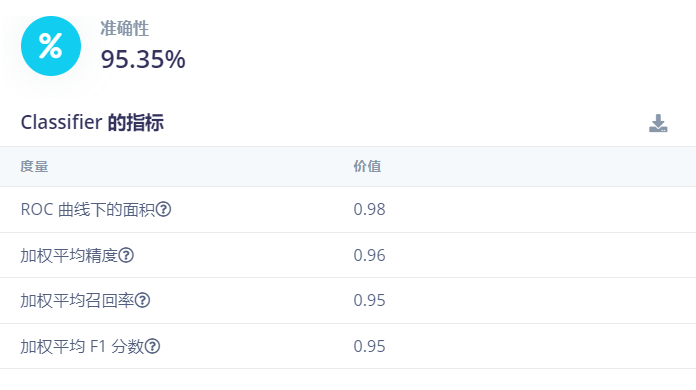 %
准确性
95.35%
Classifier 的指标
度量 价值
ROC 曲线下的面积? 0.98
加权平均精度? 0.96
加权平均召回率? 0.95
加权平均 F1 分数? 0.95